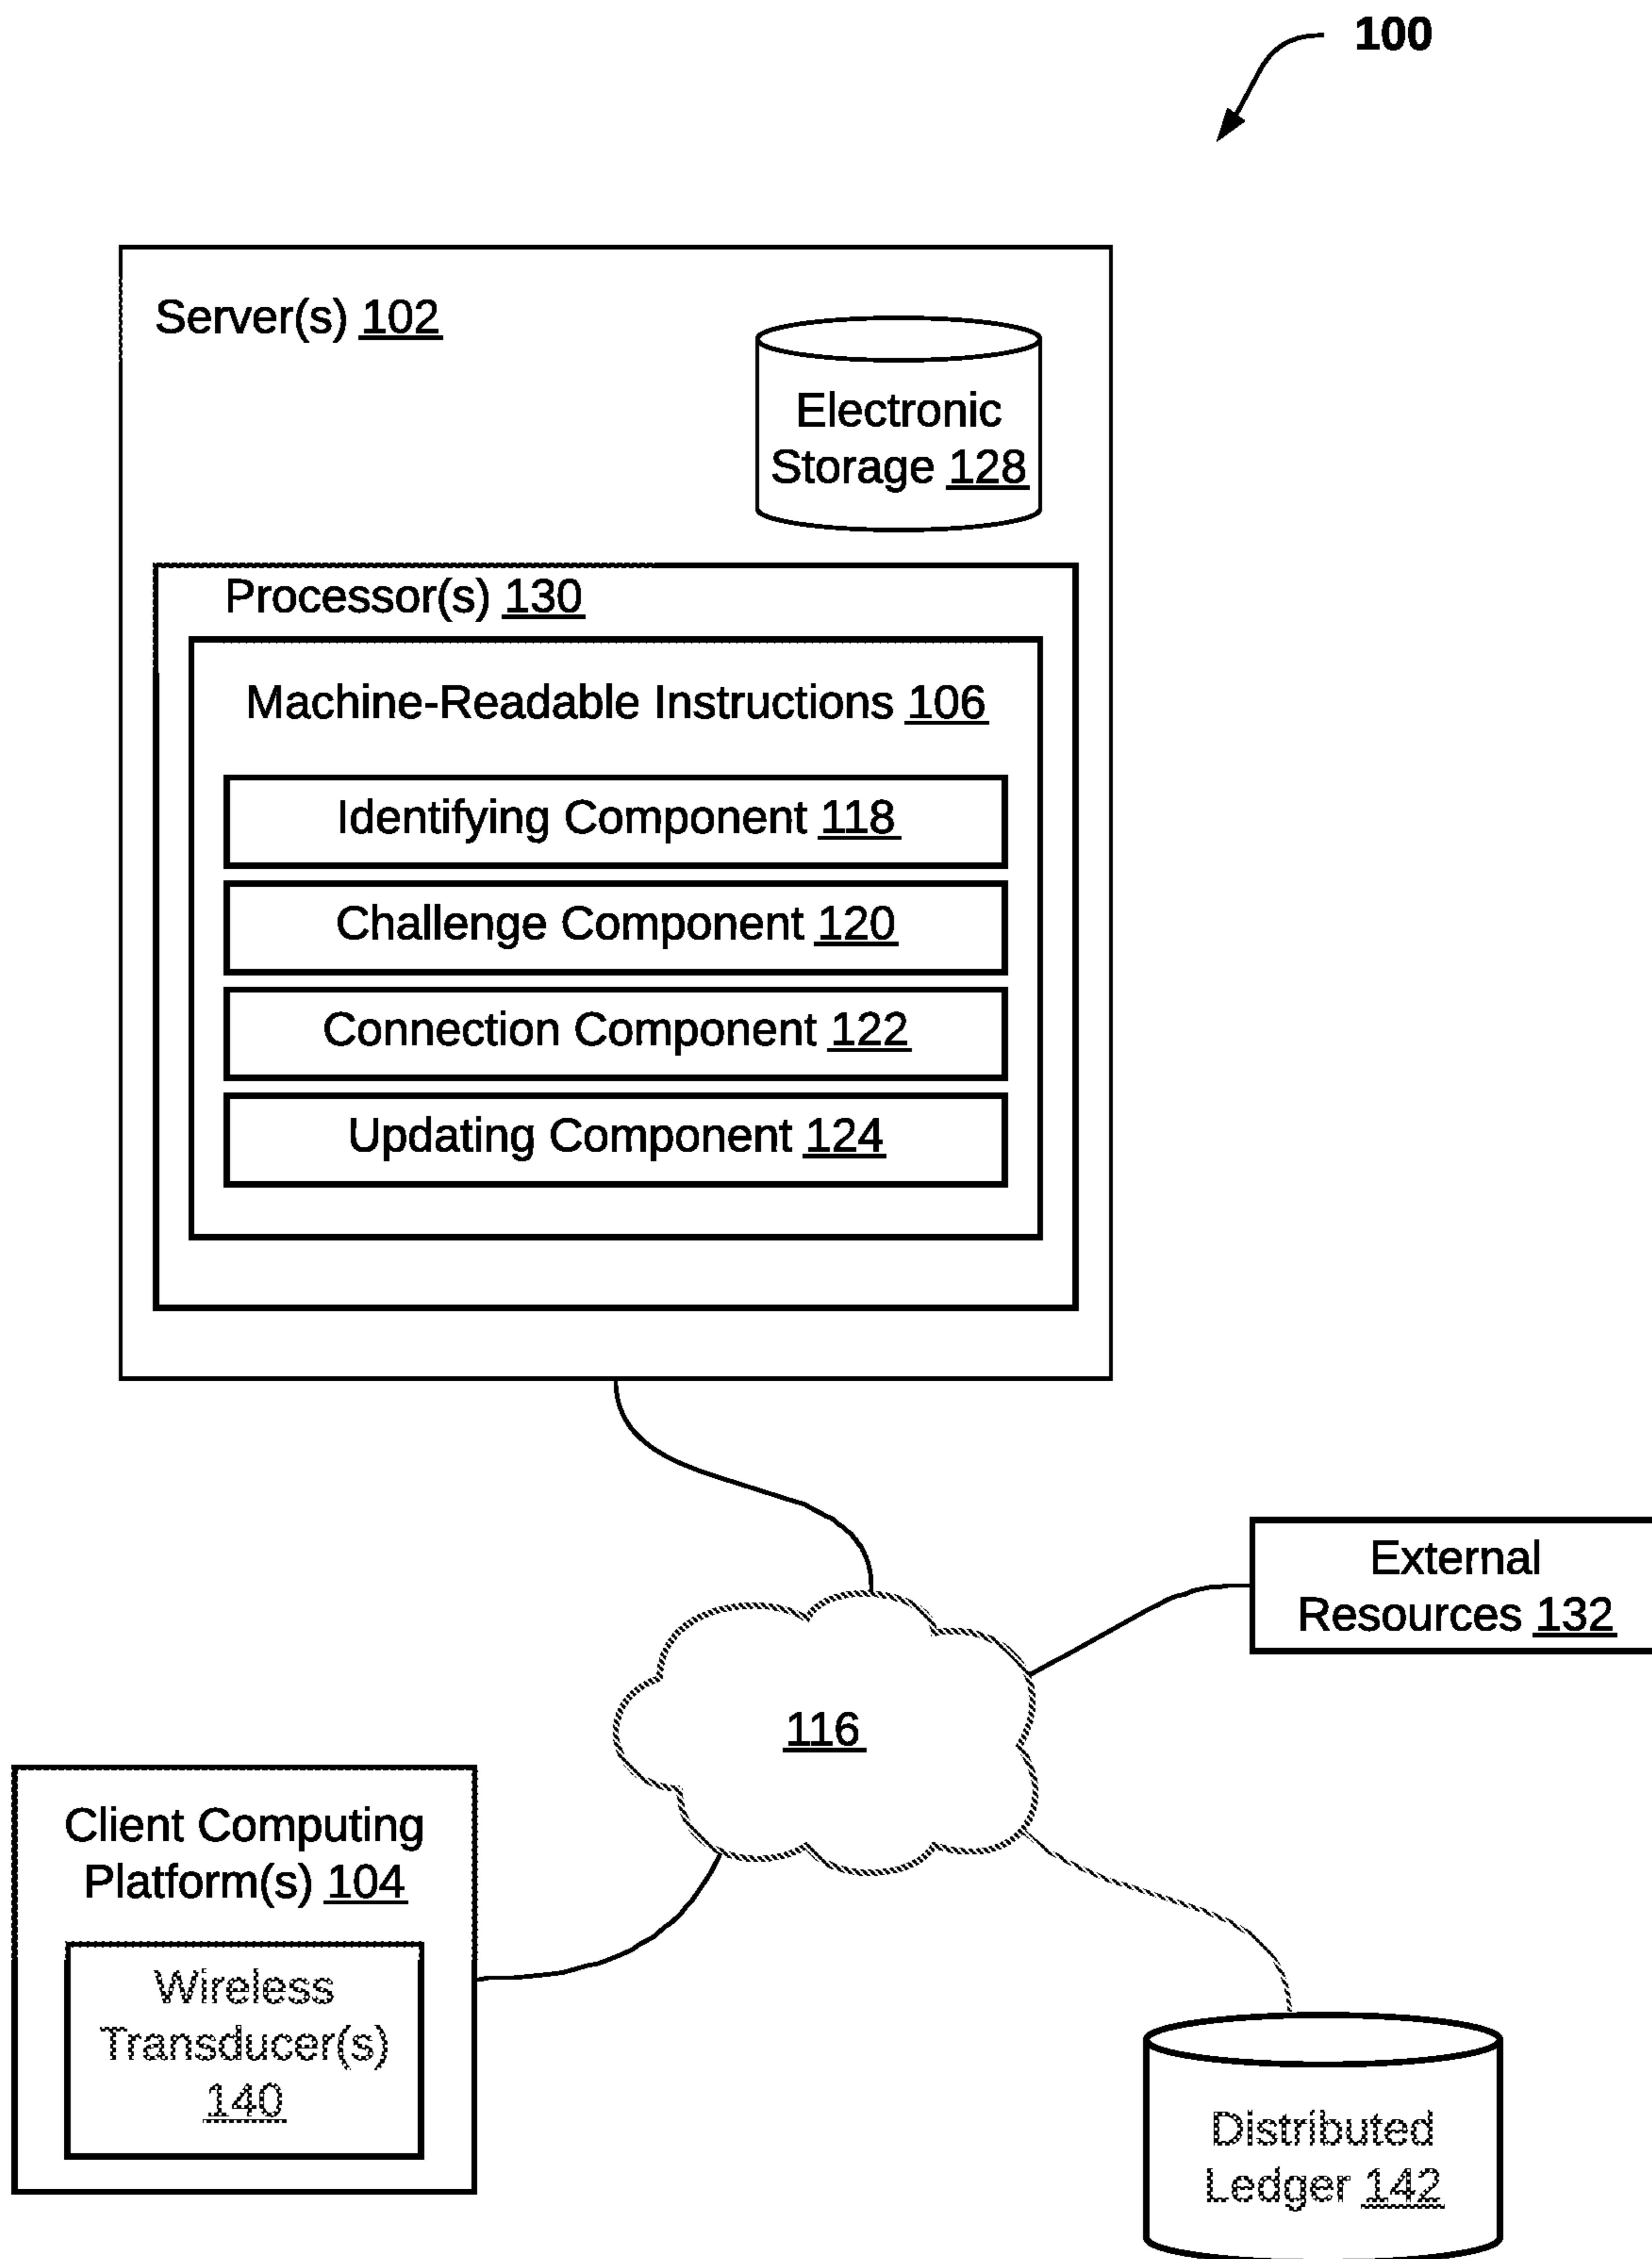 100
Server(s) 102
Electronic
Storage 128
Processor(s) 130
Machine-Readable Instructions 106
Identifying Component 118
Challenge Component 120
Connection Component 122
Updating Component 124
External
Resources 132
116
Client Computing
Platform(s) 104
Wireless
Transducer(s)
140
Distributed
Ledger 142